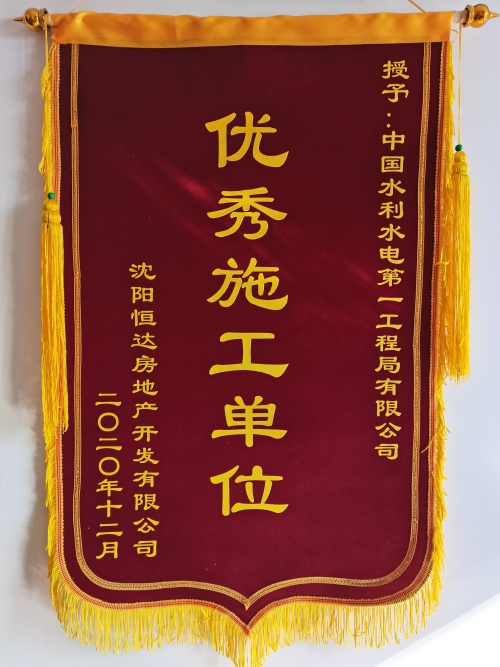 授予：中国水利水电第一工程局有限公司
优秀施工单位
沈阳恒达房地产开发有限公司
二〇二〇年十二月